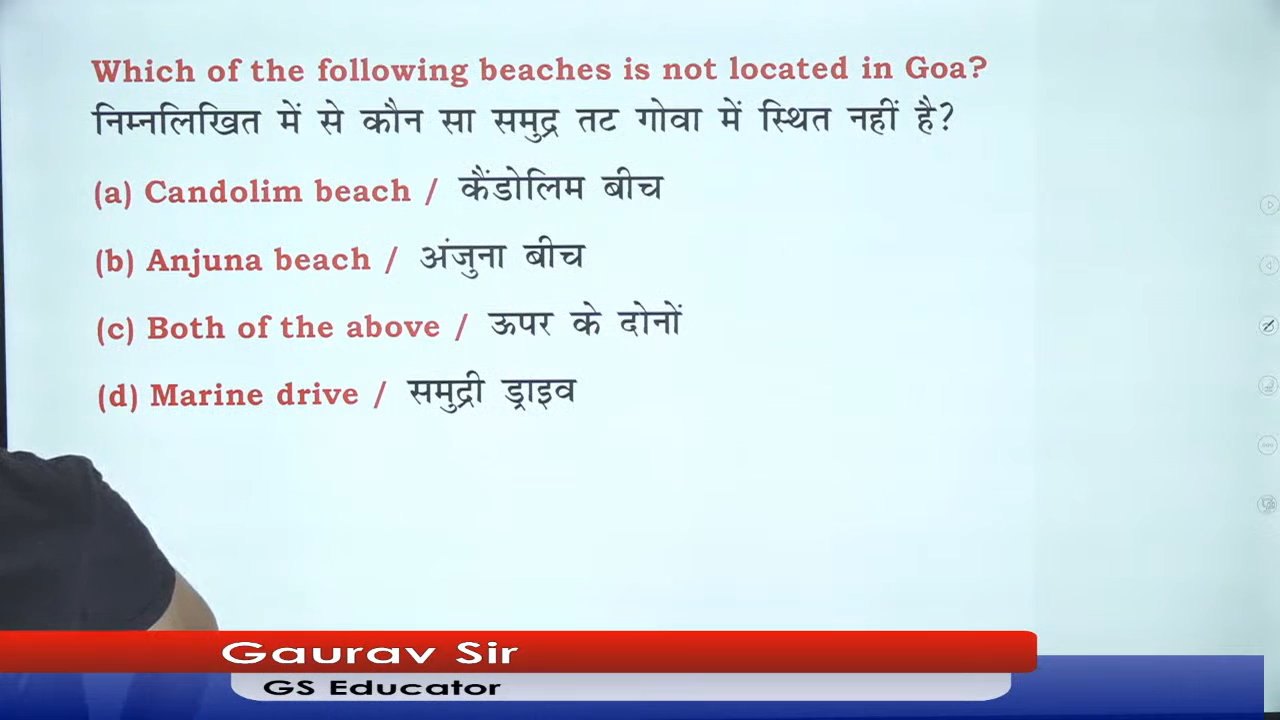 Which of the following beaches is not located in Goa?
निम्नलिखित में से कौन सा समुद्र तट गोवा में स्थित नहीं है?
(a) Candolim beach / कैंडोलिम बीच
(b) Anjuna beach / अंजुना बीच
(c) Both of the above / ऊपर के दोनों
(d) Marine drive / समुद्री ड्राइव
Gaurav Sir
GS Educator